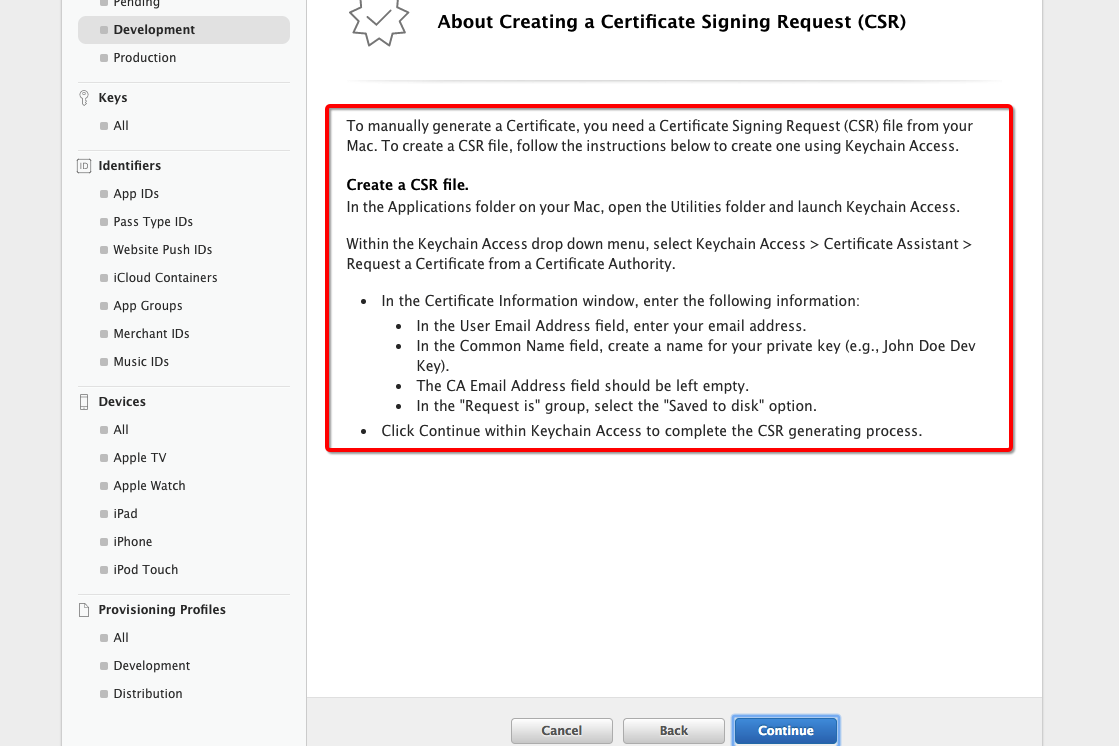 Pending
Development
Production
Keys
All
ID
Identifiers
App IDs
Pass Type IDs
Website Push IDs
iCloud Containers
App Groups
Merchant IDs
Music IDs
Devices
All
Apple TV
Apple Watch
iPad
iPhone
iPod Touch
Provisioning Profiles
All
Development
Distribution
About Creating a Certificate Signing Request (CSR)
To manually generate a Certificate, you need a Certificate Signing Request (CSR) file from your
Mac. To create a CSR file, follow the instructions below to create one using Keychain Access.
Create a CSR file.
In the Applications folder on your Mac, open the Utilities folder and launch Keychain Access.
Within the Keychain Access drop down menu, select Keychain Access > Certificate Assistant >
Request a Certificate from a Certificate Authority.
• In the Certificate Information window, enter the following information:
• In the User Email Address field, enter your email address.
• In the Common Name field, create a name for your private key (e.g., John Doe Dev
Key).
• The CA Email Address field should be left empty.
• In the "Request is" group, select the "Saved to disk" option.
• Click Continue within Keychain Access to complete the CSR generating process.
Cancel
Back
Continue